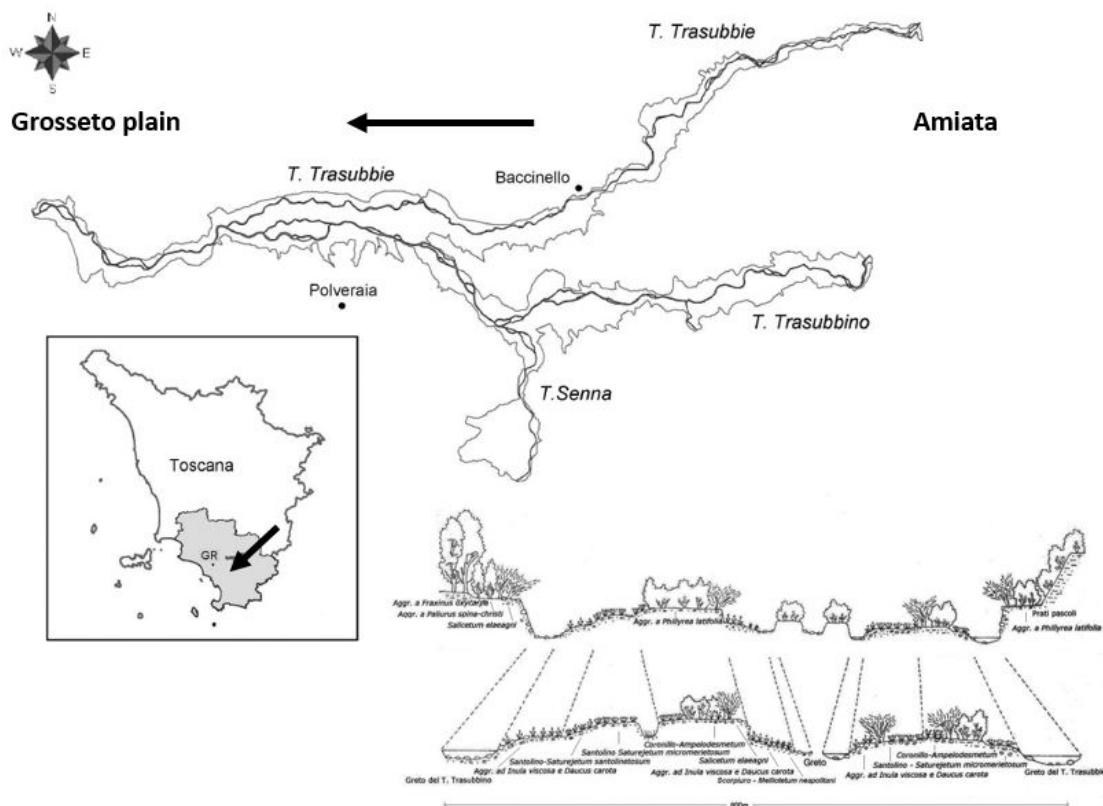 N
W E
S
T. Trasubbie
Grosseto plain
Amiata
T. Trasubbie
Baccinello
Polveraia
T. Trasubbino
T.Senna
Toscana
GR
Aggr. a Fraxinus oxycarpa
Aggr. a Paliurus spina-christi
Salicetum elaeagni
Aggr. a Phillyrea latifolia
Prati pascoli
Aggr. a Phillyrea latifolia
Coronillo-Ampelodesmetum
Santolino Saturejetum micromerietosum
Salicetum elaeagni
Santolino-Saturejetum santolinetosum
Aggr. ad Inula viscosa e Daucus carota
Aggr. ad Inula viscosa e Daucus carota
Scorpiuro - Melilotetum neapolitani
Greto del T. Trasubbino
Greto
Coronillo-Ampelodesmetum
Santolino - Saturejetum micromerietosum
Aggr. ad Inula viscosa e Daucus carota
Greto del T. Trasubbino